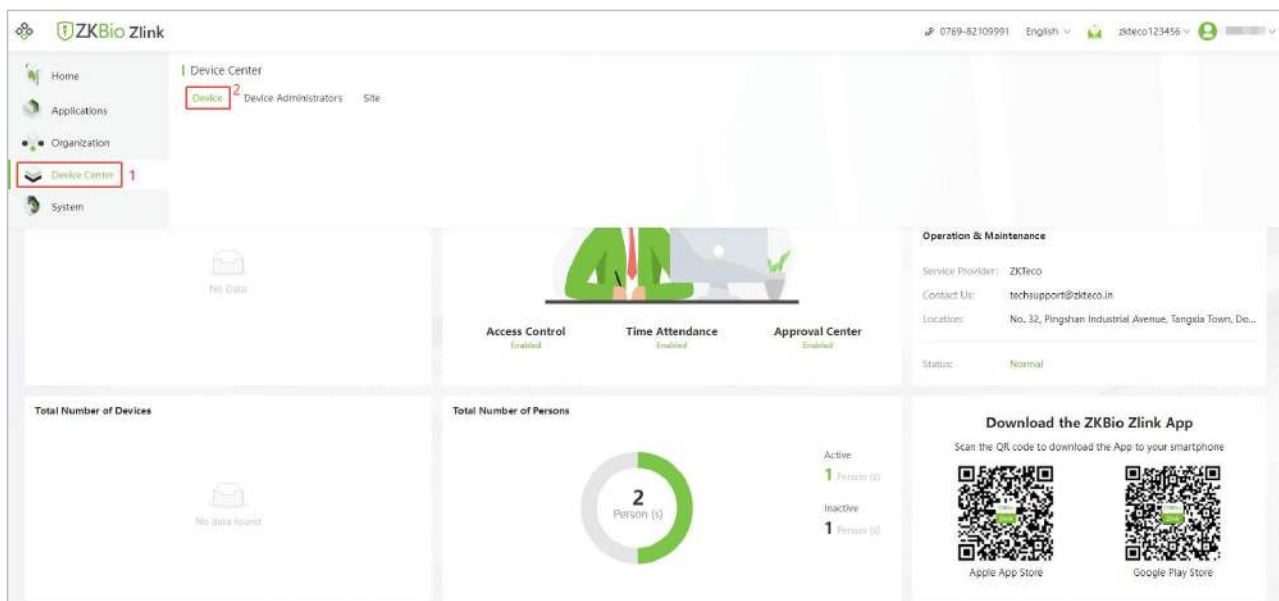 ZKBio Zlink
0769-82109991 English zkteco123456
Home
Applications
Organization
Device Center 1
System
Device Center
Device 2 Device Administrators Site
No Data
Access Control Time Attendance Approval Center
Enabled Enabled Enabled
Operation & Maintenance
Service Provider: ZKTeco
Contact Us: techsupport@zkteco.in
Location: No. 32, Pingshan Industrial Avenue, Tangxia Town, Do...
Status: Normal
Total Number of Devices
No data found
Total Number of Persons
2
Person (s)
Active
1 Person (s)
Inactive
1 Person (s)
Download the ZKBio Zlink App
Scan the QR code to download the App to your smartphone
Apple App Store Google Play Store